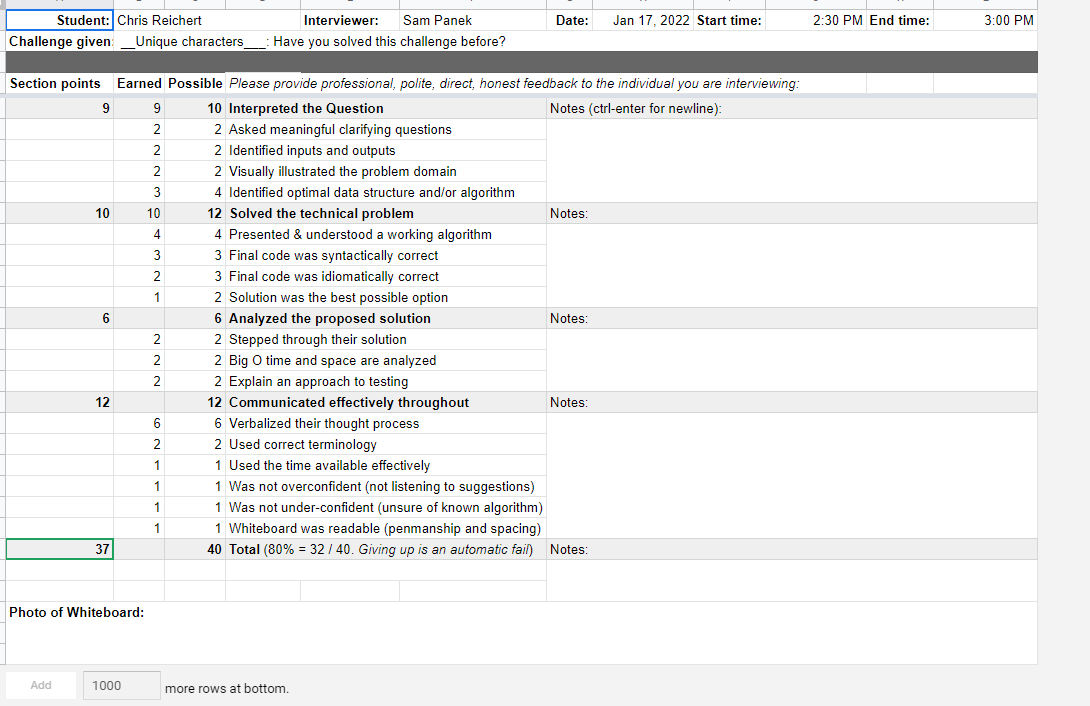 Student: Chris Reichert Interviewer: Sam Panek Date: Jan 17, 2022 Start time: 2:30 PM End time: 3:00 PM
Challenge given: __Unique characters___: Have you solved this challenge before?
Section points Earned Possible Please provide professional, polite, direct, honest feedback to the individual you are interviewing:
9 9 10 Interpreted the Question Notes (ctrl-enter for newline):
2 2 Asked meaningful clarifying questions
2 2 Identified inputs and outputs
2 2 Visually illustrated the problem domain
3 4 Identified optimal data structure and/or algorithm
10 10 12 Solved the technical problem Notes:
4 4 Presented & understood a working algorithm
3 3 Final code was syntactically correct
2 3 Final code was idiomatically correct
1 2 Solution was the best possible option
6 6 Analyzed the proposed solution Notes:
2 2 Stepped through their solution
2 2 Big O time and space are analyzed
2 2 Explain an approach to testing
12 12 Communicated effectively throughout Notes:
6 6 Verbalized their thought process
2 2 Used correct terminology
1 1 Used the time available effectively
1 1 Was not overconfident (not listening to suggestions)
1 1 Was not under-confident (unsure of known algorithm)
1 1 Whiteboard was readable (penmanship and spacing)
37 40 Total (80% = 32 / 40. Giving up is an automatic fail) Notes:
Photo of Whiteboard:
Add 1000 more rows at bottom.